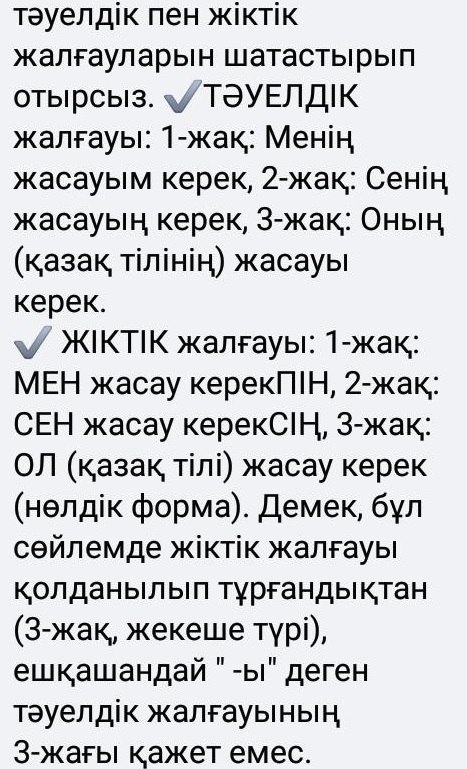 тәуелдік пен жіктік
жалғауларын шатастырып
отырсыз. ✔ТӘУЕЛДІК
жалғауы: 1-жақ: Менің
жасауым керек, 2-жақ: Сенің
жасауың керек, 3-жақ: Оның
(қазақ тілінің) жасауы
керек.
✔ ЖІКТІК жалғауы: 1-жақ:
МЕН жасау керекПІН, 2-жақ:
СЕН жасау керекСІҢ, 3-жақ:
ОЛ (қазақ тілі) жасау керек
(нөлдік форма). Демек, бұл
сөйлемде жіктік жалғауы
қолданылып тұрғандықтан
(3-жақ, жекеше түрі),
ешқашандай " -ы" деген
тәуелдік жалғауының
3-жағы қажет емес.